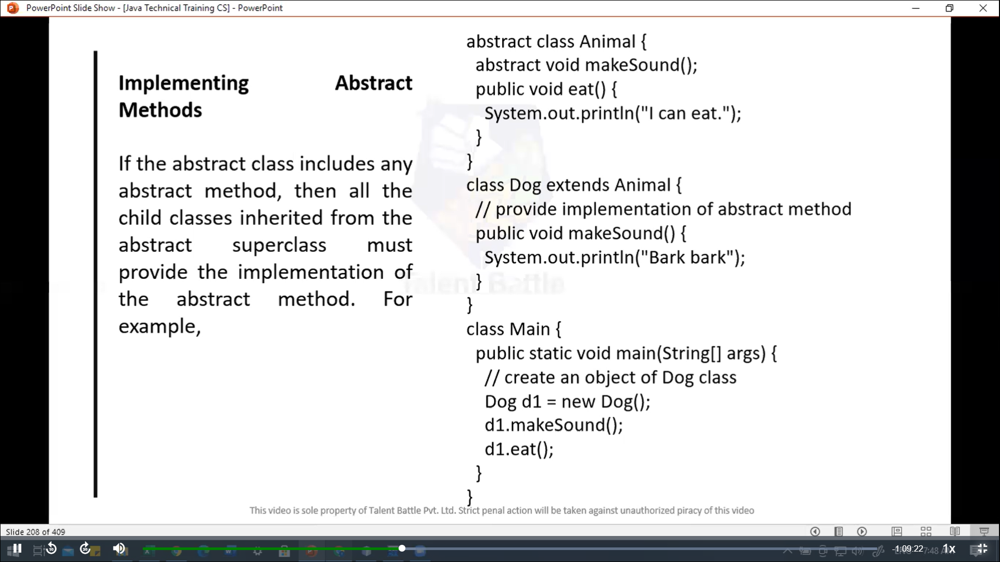 PowerPoint Slide Show - [Java Technical Training CS] - PowerPoint
Implementing Abstract
Methods
If the abstract class includes any
abstract method, then all the
child classes inherited from the
abstract superclass must
provide the implementation of
the abstract method. For
example,
abstract class Animal {
abstract void makeSound();
public void eat() {
System.out.println("I can eat.");
}
}
class Dog extends Animal {
// provide implementation of abstract method
public void makeSound() {
System.out.println("Bark bark");
}
}
class Main {
public static void main(String[] args) {
// create an object of Dog class
Dog d1 = new Dog();
d1.makeSound();
d1.eat();
}
}
Talent Battle
This video is sole property of Talent Battle Pvt. Ltd. Strict penal action will be taken against unauthorized piracy of this video
Slide 208 of 409
10
30
-1:09:22
1x